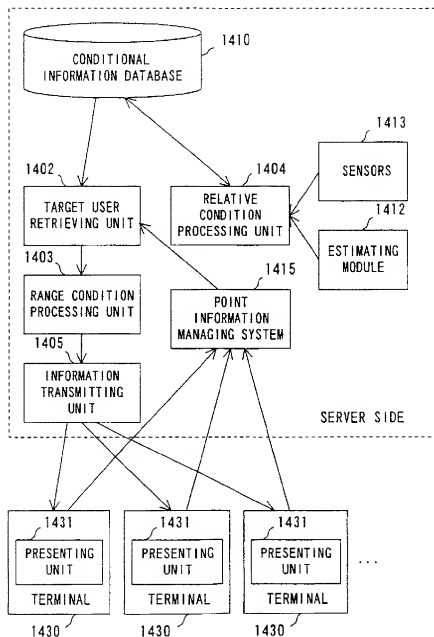 1410
CONDITIONAL
INFORMATION DATABASE
1413
SENSORS
1402
TARGET USER
RETRIEVING UNIT
1404
RELATIVE
CONDITION
PROCESSING UNIT
1412
ESTIMATING
MODULE
1403
RANGE CONDITION
PROCESSING UNIT
1415
POINT
INFORMATION
MANAGING SYSTEM
1405
INFORMATION
TRANSMITTING
UNIT
SERVER SIDE
1431
PRESENTING UNIT
TERMINAL
1430
1431
PRESENTING UNIT
TERMINAL
1430
1431
PRESENTING UNIT
TERMINAL
1430
...